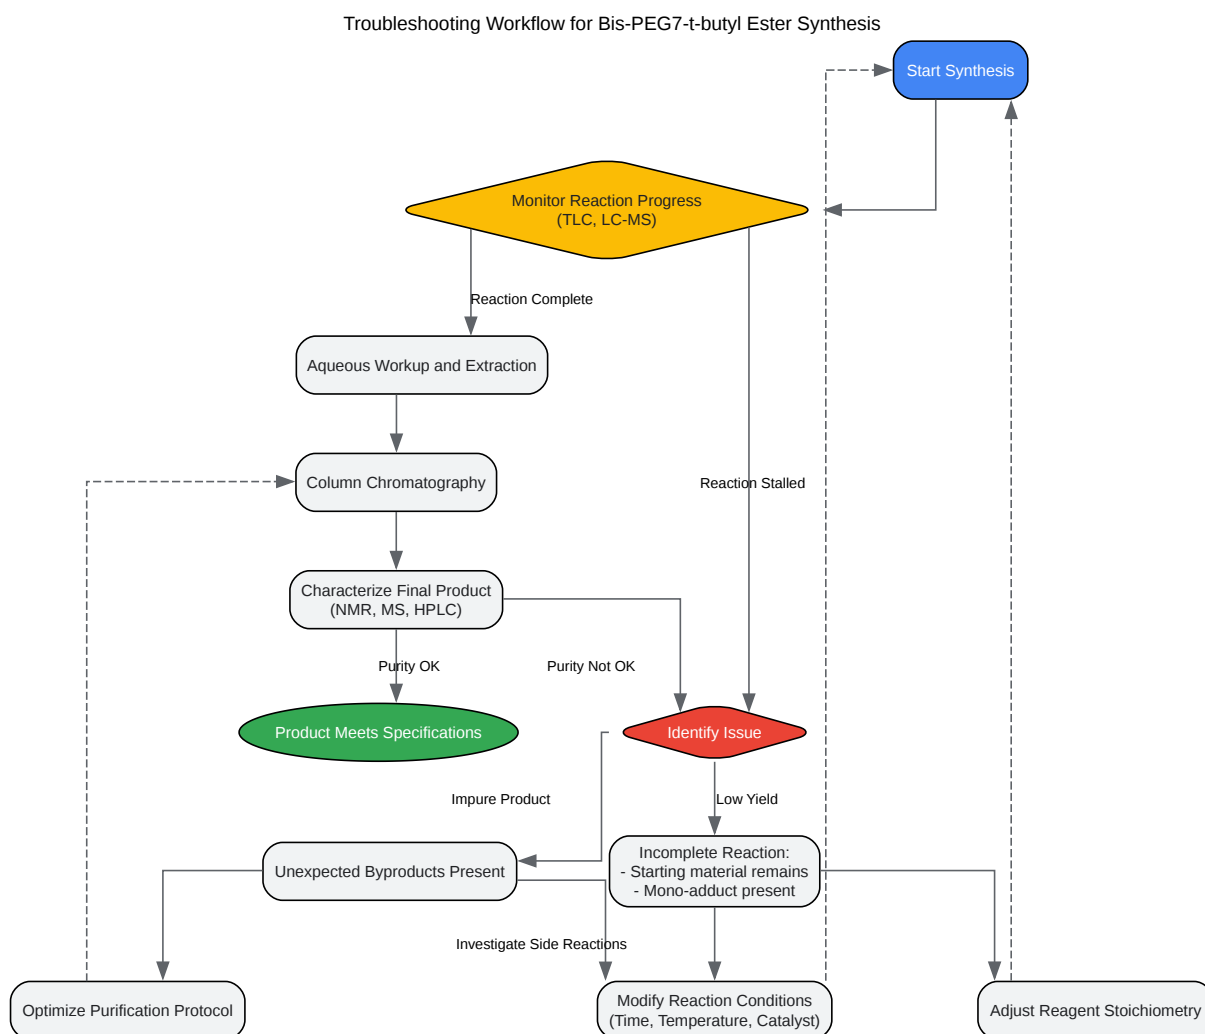 Troubleshooting Workflow for Bis-PEG7-t-butyl Ester Synthesis
Start Synthesis
Monitor Reaction Progress
(TLC, LC-MS)
Reaction Complete
Aqueous Workup and Extraction
Column Chromatography
Reaction Stalled
Characterize Final Product
(NMR, MS, HPLC)
Purity OK
Purity Not OK
Product Meets Specifications
Identify Issue
Impure Product
Low Yield
Unexpected Byproducts Present
Incomplete Reaction:
- Starting material remains
- Mono-adduct present
Investigate Side Reactions
Optimize Purification Protocol
Modify Reaction Conditions
(Time, Temperature, Catalyst)
Adjust Reagent Stoichiometry